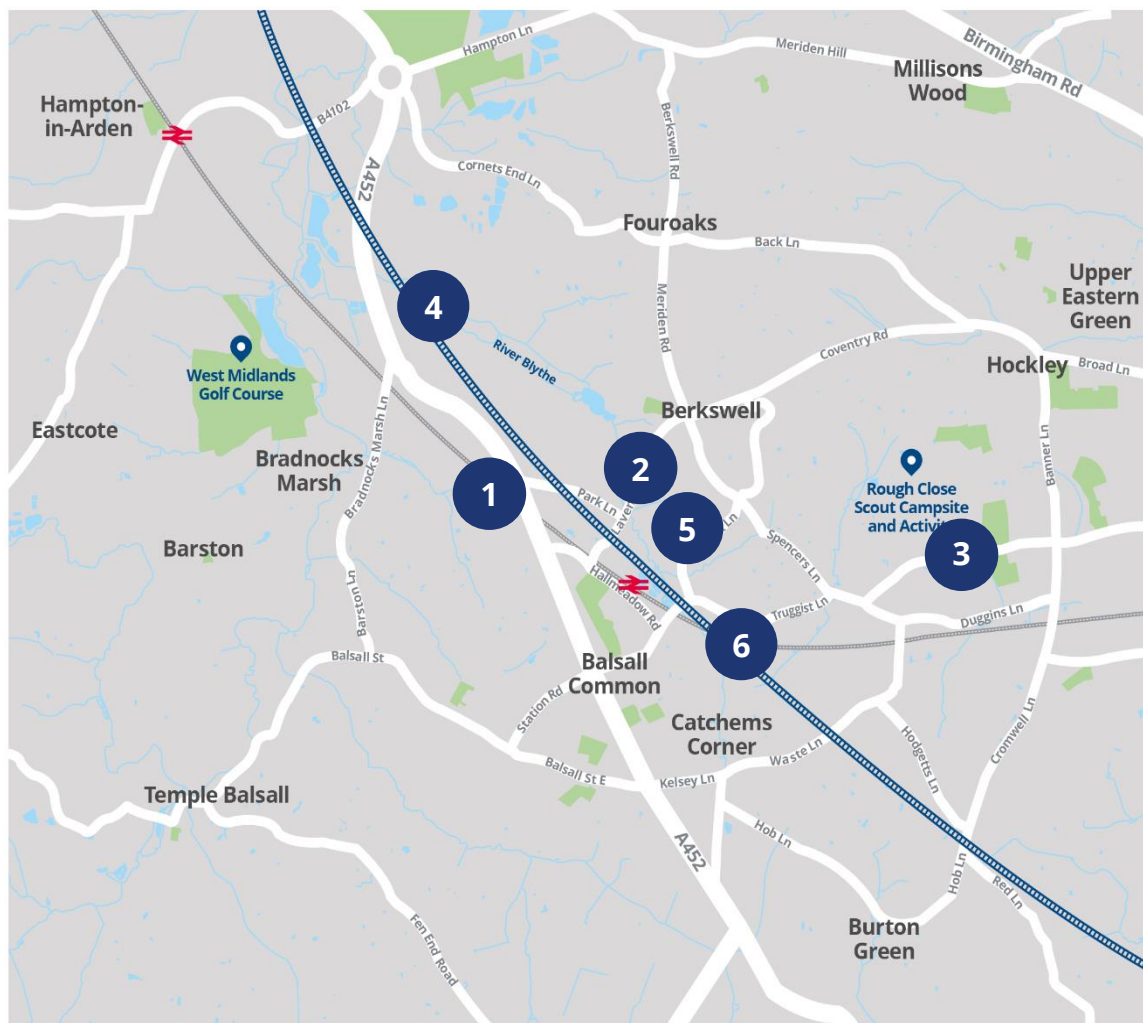 Hampton Ln
Meriden Hill
Birmingham Rd
Millisons
Wood
Hampton-
in-Arden
B4102
A452
Berkswell Rd
Cornets End Ln
Fouroaks
Back Ln
Upper
Eastern
Green
Meriden Rd
4
River Blythe
Coventry Rd
Hockley
Broad Ln
West Midlands
Golf Course
Berkswell
Eastcote
Bradnocks Marsh Ln
Bradnocks
Marsh
Banner Ln
2
1
Park Ln
Rough Close
Scout Campsite
and Activit
Lave
5
Ln
3
Barston
Spencers Ln
Hallmeadow Rd
Barston Ln
Truggist Ln
Duggins Ln
6
Balsall St
Balsall
Common
Station Rd
Catchems
Corner
Waste Ln
Hodgetts Ln
Cromwell Ln
Balsall St E
Kelsey Ln
Temple Balsall
A452
Hob Ln
Hob Ln
Red Ln
Burton
Green
Fen End Road